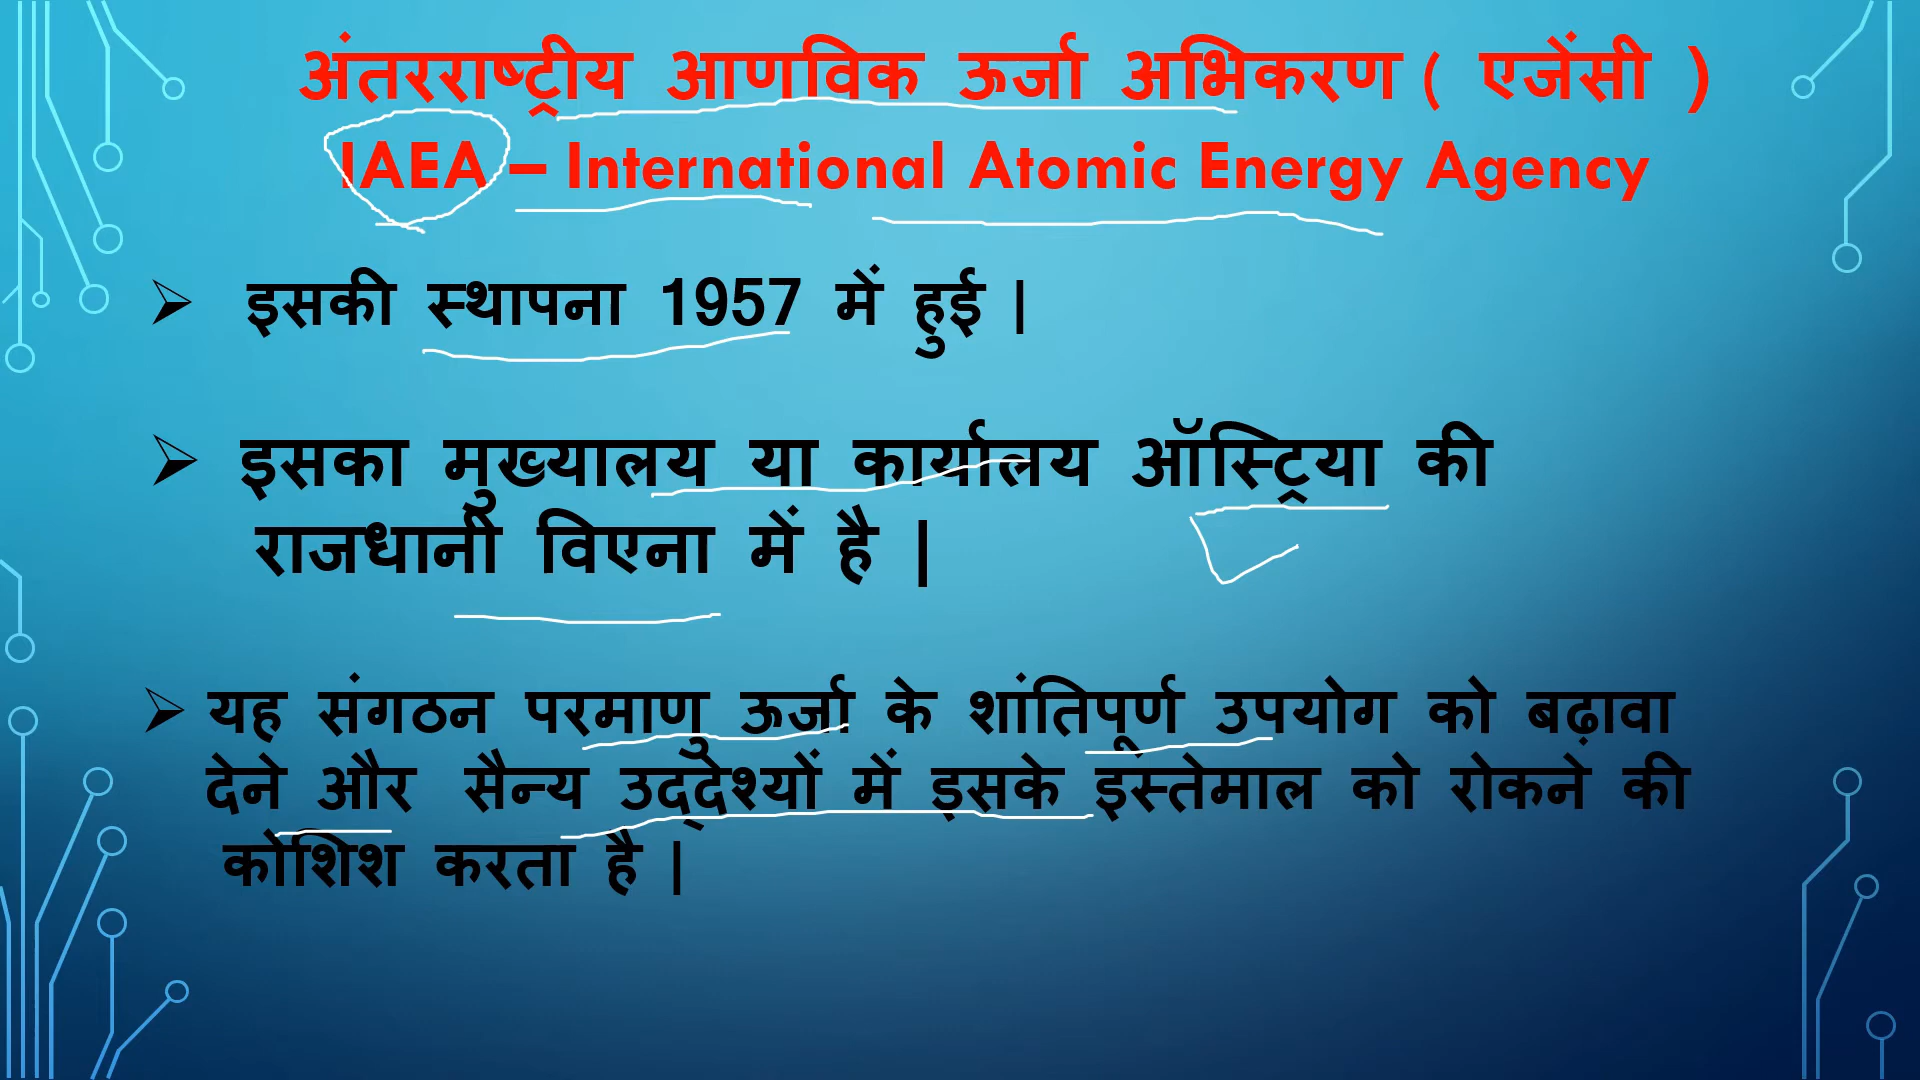 अंतरराष्ट्रीय आणविक ऊर्जा अभिकरण ( एजेंसी )
IAEA – International Atomic Energy Agency
➢ इसकी स्थापना 1957 में हुई |
➢ इसका मुख्यालय या कार्यालय ऑस्ट्रिया की
राजधानी विएना में है |
➢ यह संगठन परमाणु ऊर्जा के शांतिपूर्ण उपयोग को बढ़ावा
देने और सैन्य उद्देश्यों में इसके इस्तेमाल को रोकने की
कोशिश करता है |